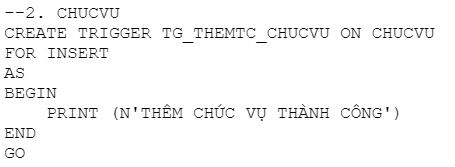 --2. CHUCVU
CREATE TRIGGER TG_THEMTC_CHUCVU ON CHUCVU
FOR INSERT
AS
BEGIN
    PRINT (N'THÊM CHỨC VỤ THÀNH CÔNG')
END
GO